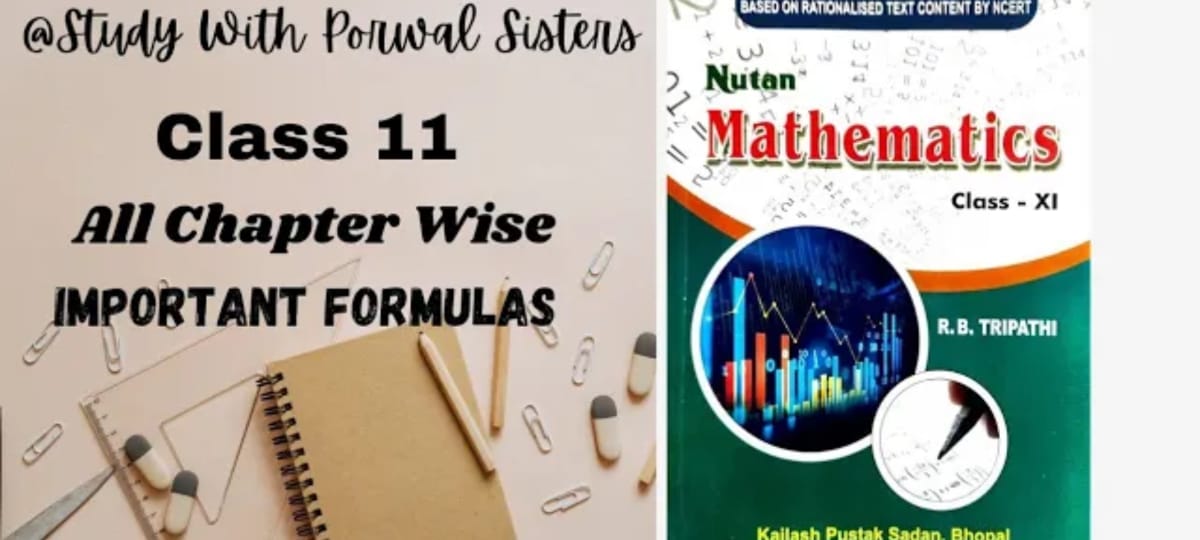 @Study With Porwal Sisters
Class 11
All Chapter Wise
IMPORTANT FORMULAS
BASED ON RATIONALISED TEXT CONTENT BY NCERT
Nutan
Mathematics
Class - XI
R. B. TRIPATHI
Kailash Pustak Sadan, Bhopal